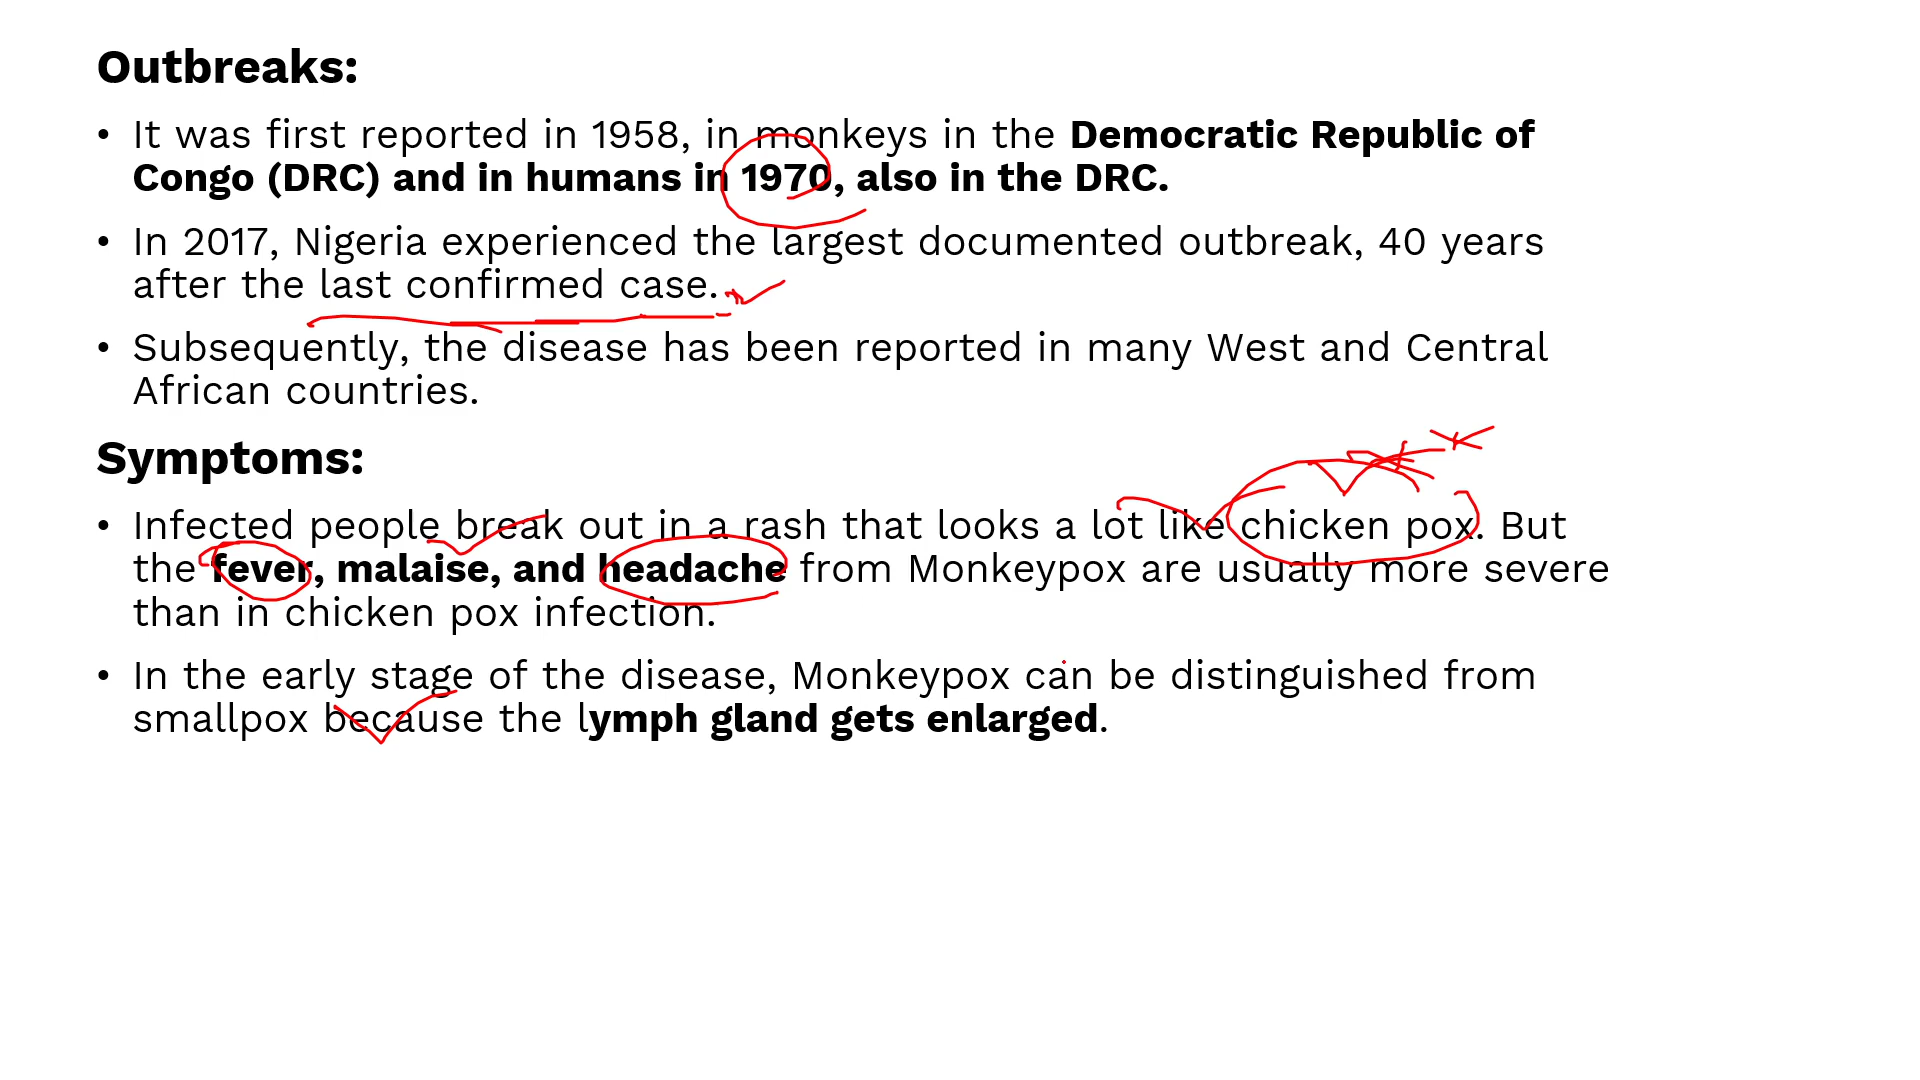 Outbreaks:
• It was first reported in 1958, in monkeys in the Democratic Republic of
Congo (DRC) and in humans in 1970, also in the DRC.
• In 2017, Nigeria experienced the largest documented outbreak, 40 years
after the last confirmed case.
• Subsequently, the disease has been reported in many West and Central
African countries.
Symptoms:
• Infected people break out in a rash that looks a lot like chicken pox. But
the fever, malaise, and headache from Monkeypox are usually more severe
than in chicken pox infection.
• In the early stage of the disease, Monkeypox can be distinguished from
smallpox because the lymph gland gets enlarged.